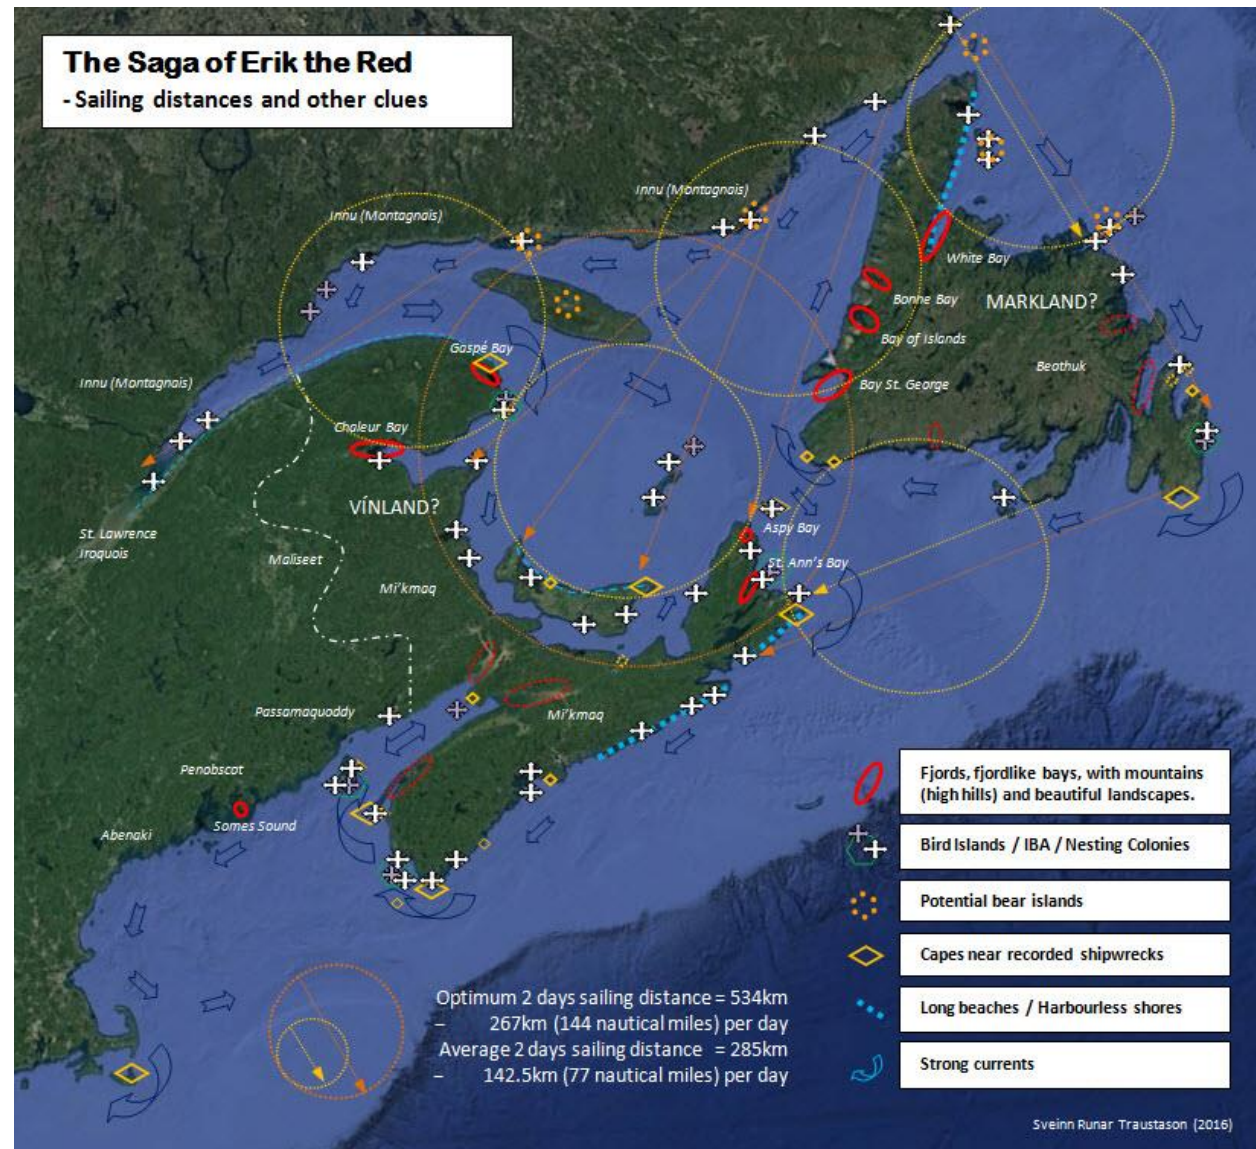 The Saga of Erik the Red
- Sailing distances and other clues
Innu (Montagnais)
Innu (Montagnais)
White Bay
Bonne Bay
MARKLAND?
Bay of Islands
Gaspé Bay
Beathuk
Innu (Montagnais)
Bay St. George
Chaleur Bay
VÍNLAND?
Aspy Bay
St. Lawrence
Iroquois
Maliseet
St. Ann's Bay
Mi'kmaq
Passamaquoddy
Mi'kmaq
Penobscot
Somes Sound
Abenaki
Fjords, fjordlike bays, with mountains
(high hills) and beautiful landscapes.
Bird Islands / IBA / Nesting Colonies
Potential bear islands
Capes near recorded shipwrecks
Long beaches / Harbourless shores
Strong currents
Optimum 2 days sailing distance = 534km
– 267km (144 nautical miles) per day
Average 2 days sailing distance = 285km
– 142.5km (77 nautical miles) per day
Sveinn Runar Traustason (2016)